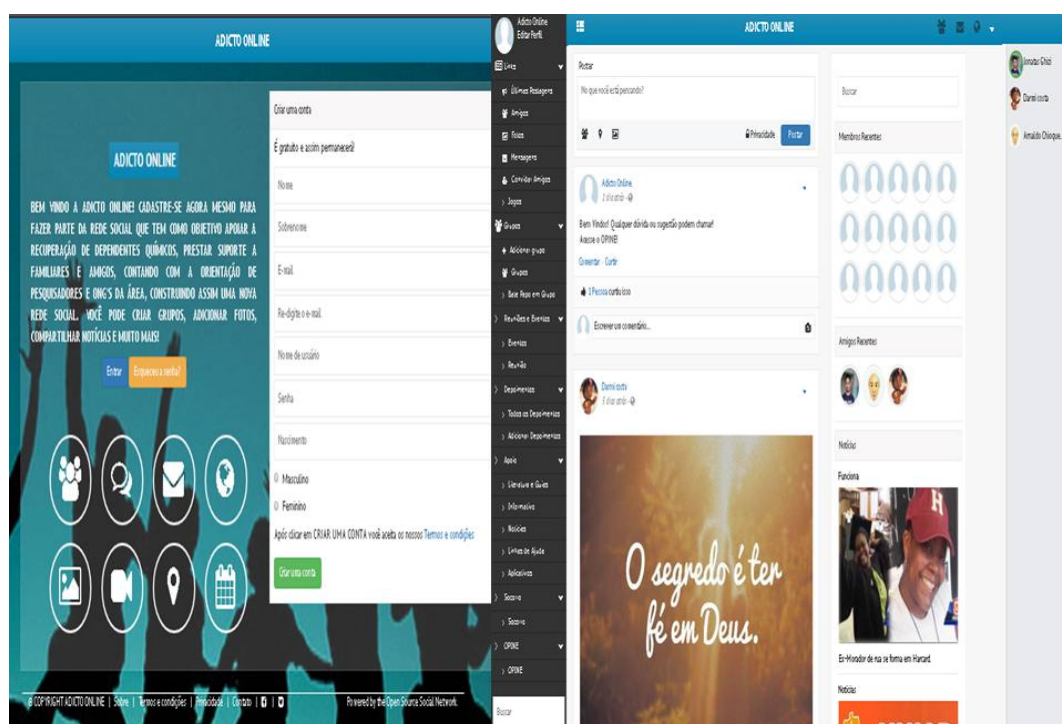 ADICTO ONLINE
ADICTO ONLINE
BEM VINDO A ADICTO ONLINE! CADASTRE-SE AGORA MESMO PARA
FAZER PARTE DA REDE SOCIAL QUE TEM COMO OBJETIVO APOIAR A
RECUPERAÇÃO DE DEPENDENTES QUÍMICOS, PRESTAR SUPORTE A
FAMILIARES E AMIGOS, CONTANDO COM A ORIENTAÇÃO DE
PESQUISADORES E ONG'S DA ÁREA, CONSTRUINDO ASSIM UMA NOVA
REDE SOCIAL. VOCÊ PODE CRIAR GRUPOS, ADICIONAR FOTOS,
COMPARTILHAR NOTÍCIAS E MUITO MAIS!
Entrar Esqueceu a senha?
Criar uma conta
É gratuito e assim permanecerá!
Nome
Sobrenome
E-mail
Re-digite o e-mail
Nome de usuário
Senha
Nascimento
Masculino
Feminino
Após clicar em CRIAR UMA CONTA você aceita os nossos Termos e condições
Criar uma conta
© COPYRIGHT ADICTO ONLINE | Sobre | Termos e condições | Privacidade | Contato |
Powered by the Open Source Social Network.
Adicto Online
Editar Perfil
Links
Últimas Postagens
Amigos
Fotos
Mensagens
Convidar Amigos
Jogos
Grupos
Adicionar grupo
Grupos
Bate Papo em Grupo
Reuniões e Eventos
Eventos
Reunião
Depoimentos
Todos os Depoimentos
Adicionar Depoimentos
Apoio
Literatura e Guias
Informativo
Notícias
Linhas de Ajuda
Aplicativos
OPINE
OPINE
Buscar
ADICTO ONLINE
Postar
No que você está pensando?
Privacidade Postar
Adicto Online
1 dia atrás
Bem Vindos! Qualquer dúvida ou sugestão podem chamar!
Acesse o OPINE!
Comentar Curtir
1 Pessoa curtiu isso
Escrever um comentário...
Darmi costa
3 dias atrás
O segredo é ter
fé em Deus.
Buscar
Membros Recentes
Amigos Recentes
Notícias
Funciona
H
Ex-Morador de rua se forma em Harvard.
Notícias
Jonatas Ghizi
Darmi costa
Arnaldo Chioque.